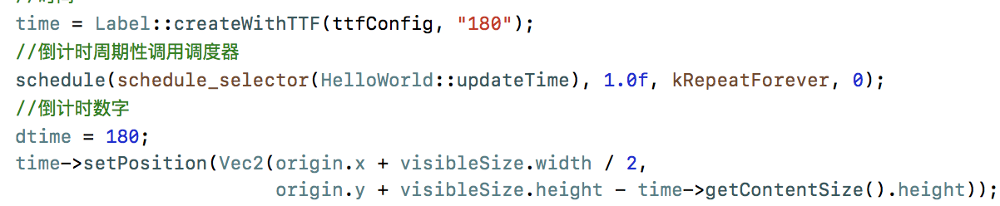 time = Label::createWithTTF(ttfConfig, "180");
//倒计时周期性调用调度器
schedule(schedule_selector(HelloWorld::updateTime), 1.0f, kRepeatForever, 0);
//倒计时数字
dtime = 180;
time->setPosition(Vec2(origin.x + visibleSize.width / 2,
origin.y + visibleSize.height - time->getContentSize().height));